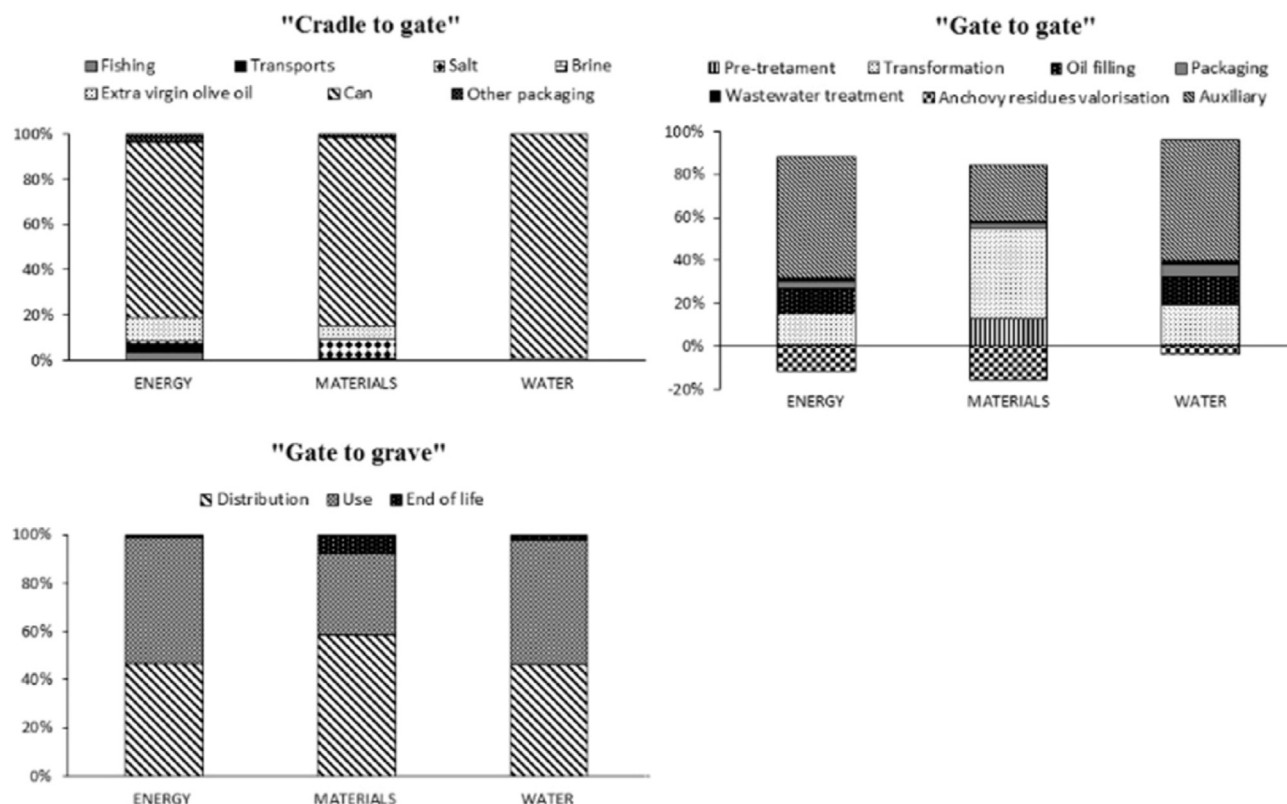 "Cradle to gate"
Fishing Transports Salt Brine
Extra virgin olive oil Can Other packaging
100%
80%
60%
40%
20%
0%
ENERGY MATERIALS WATER
"Gate to gate"
Pre-tretament Transformation Oil filling Packaging
Wastewater treatment Anchovy residues valorisation Auxiliary
100%
80%
60%
40%
20%
0%
-20%
ENERGY MATERIALS WATER
"Gate to grave"
Distribution Use End of life
100%
80%
60%
40%
20%
0%
ENERGY MATERIALS WATER